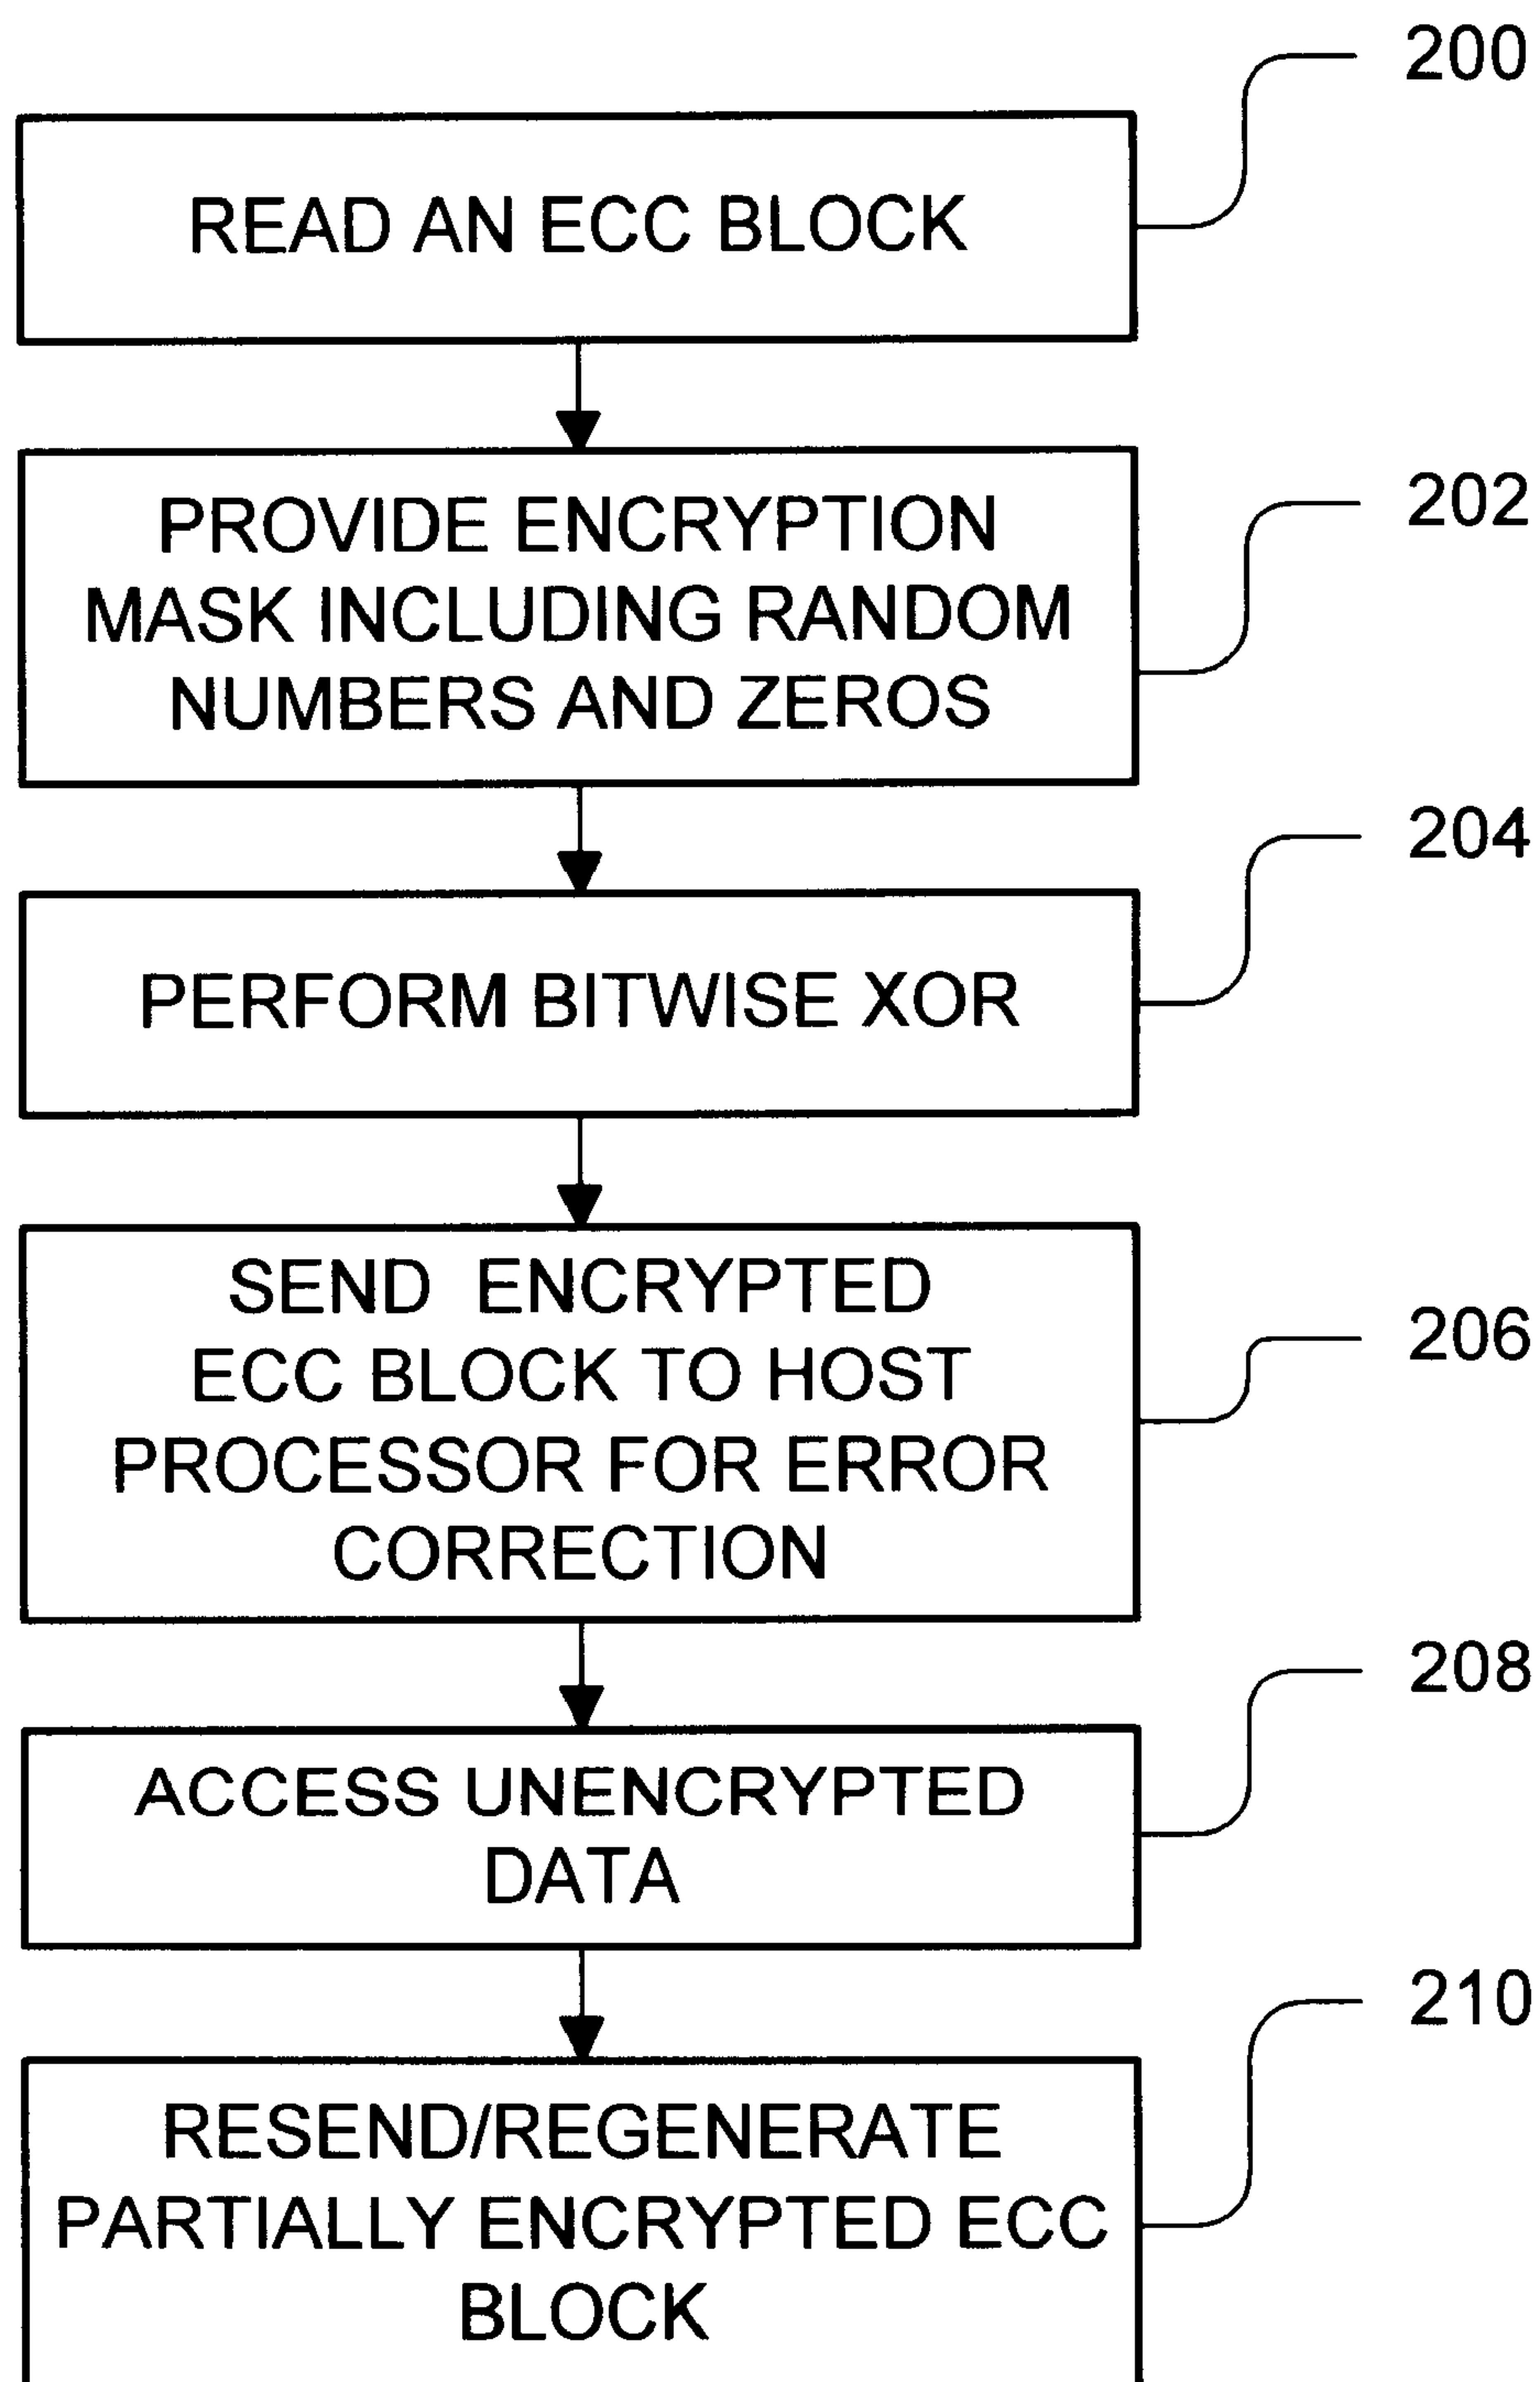 200
READ AN ECC BLOCK
202
PROVIDE ENCRYPTION
MASK INCLUDING RANDOM
NUMBERS AND ZEROS
204
PERFORM BITWISE XOR
SEND ENCRYPTED
ECC BLOCK TO HOST
PROCESSOR FOR ERROR
CORRECTION
206
208
ACCESS UNENCRYPTED
DATA
210
RESEND/REGENERATE
PARTIALLY ENCRYPTED ECC
BLOCK